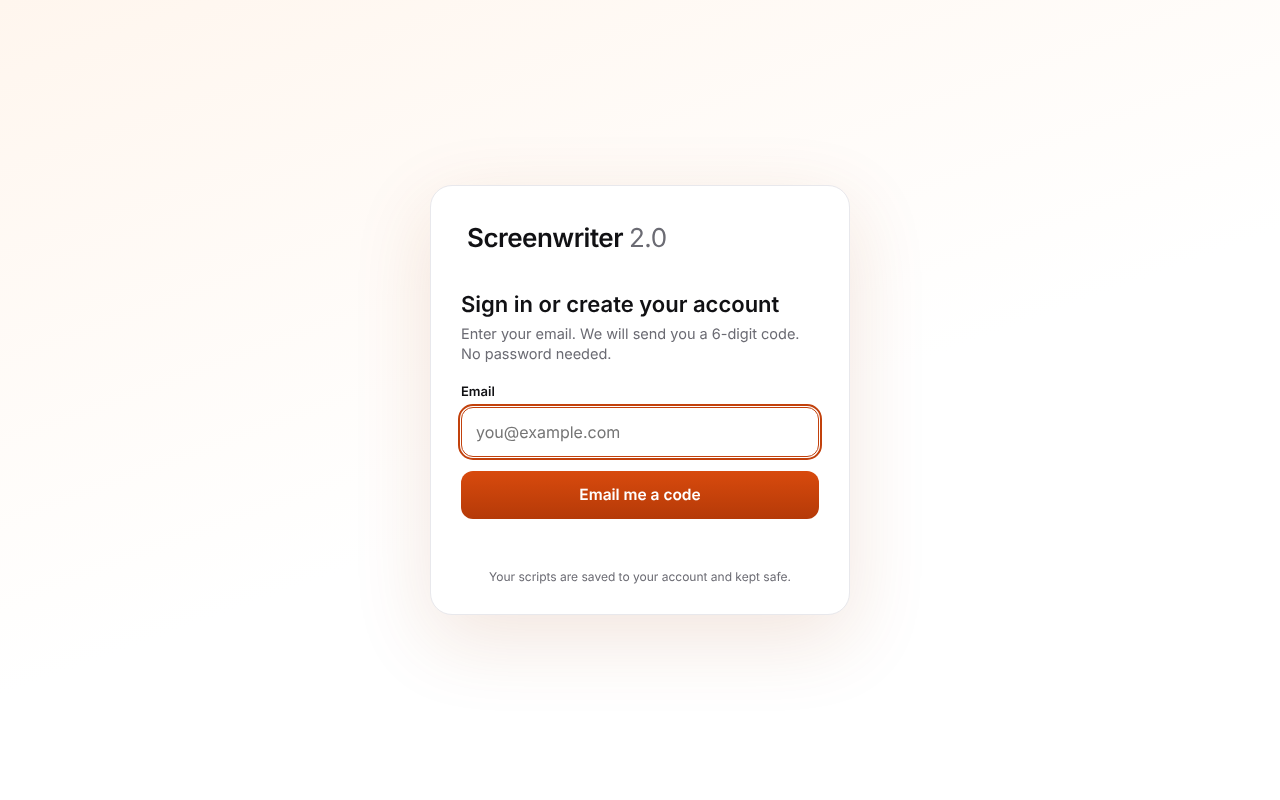 Screenwriter 2.0
Sign in or create your account
Enter your email. We will send you a 6-digit code.
No password needed.
Email
you@example.com
Email me a code
Your scripts are saved to your account and kept safe.